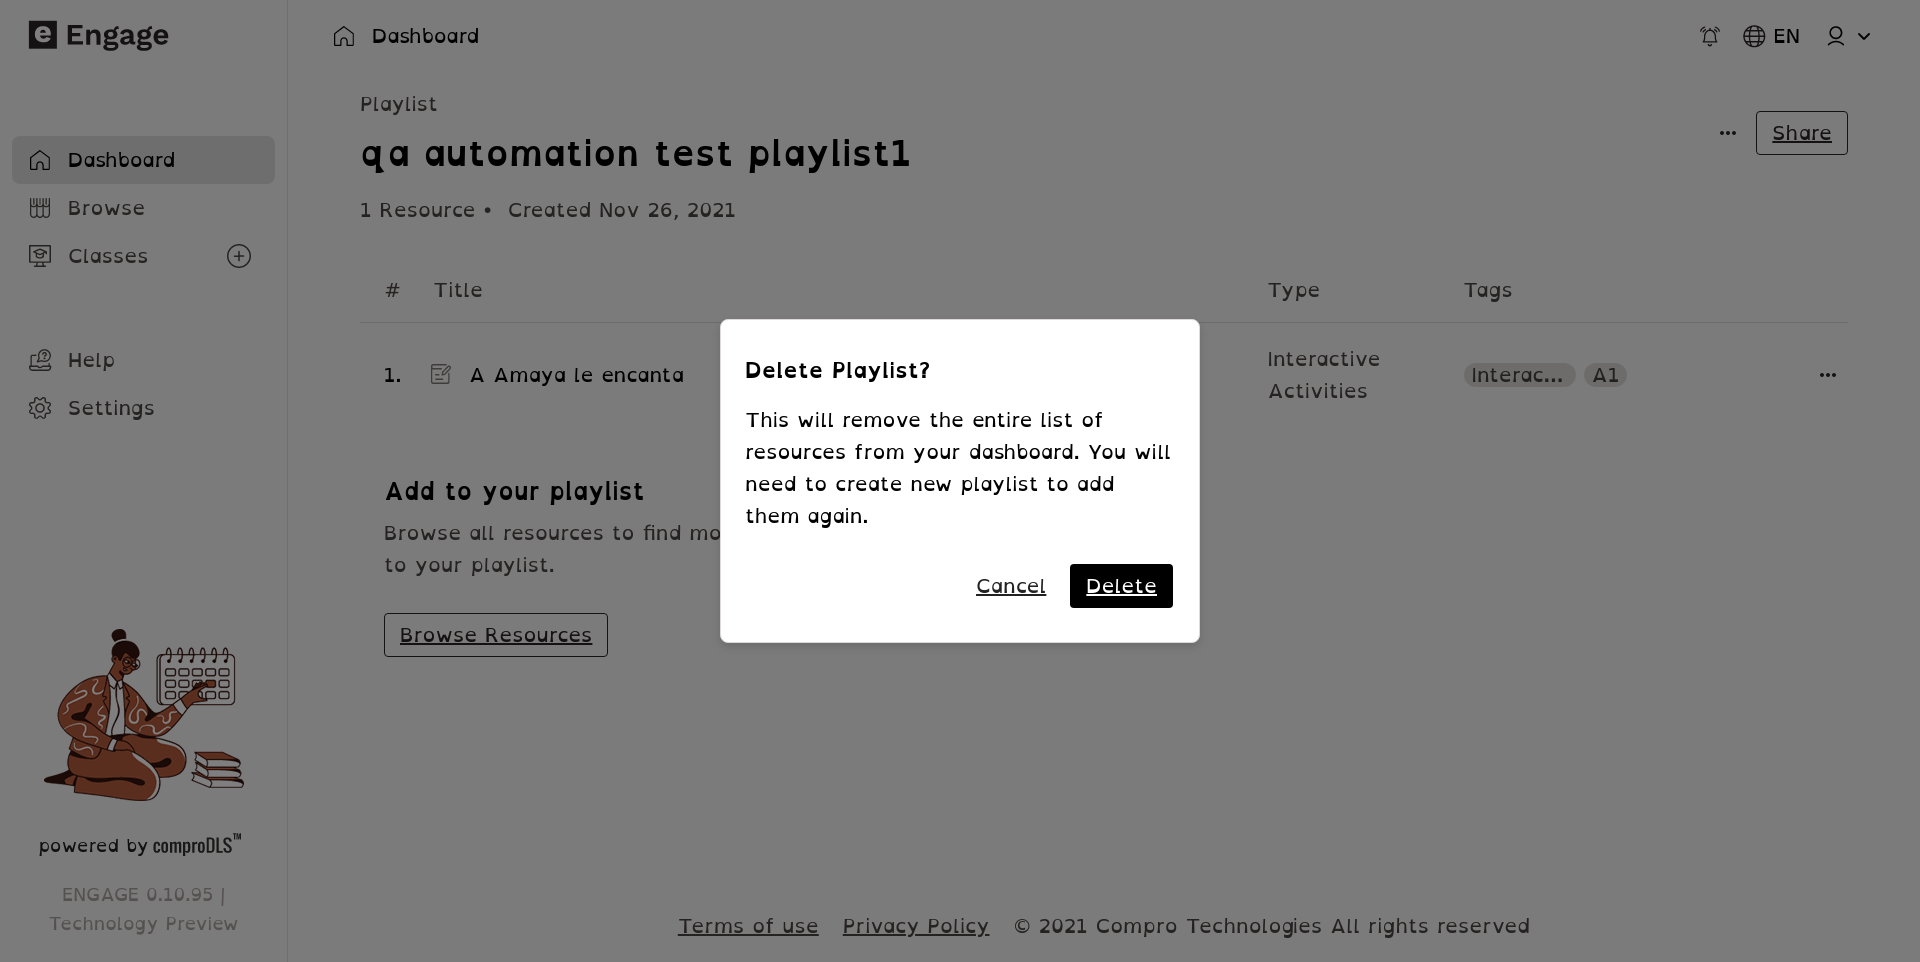 e Engage
Dashboard
EN
Dashboard
Browse
Classes
Help
Settings
powered by comproDLS™
ENGAGE 0.10.95 |
Technology Preview
Playlist
qa automation test playlist1
Share
1 Resource • Created Nov 26, 2021
# Title Type Tags
1. A Amaya le encanta
Interactive
Activities
Interac... A1
Add to your playlist
Browse all resources to find mo
to your playlist.
Browse Resources
Delete Playlist?
This will remove the entire list of
resources from your dashboard. You will
need to create new playlist to add
them again.
Cancel Delete
Terms of use Privacy Policy © 2021 Compro Technologies All rights reserved